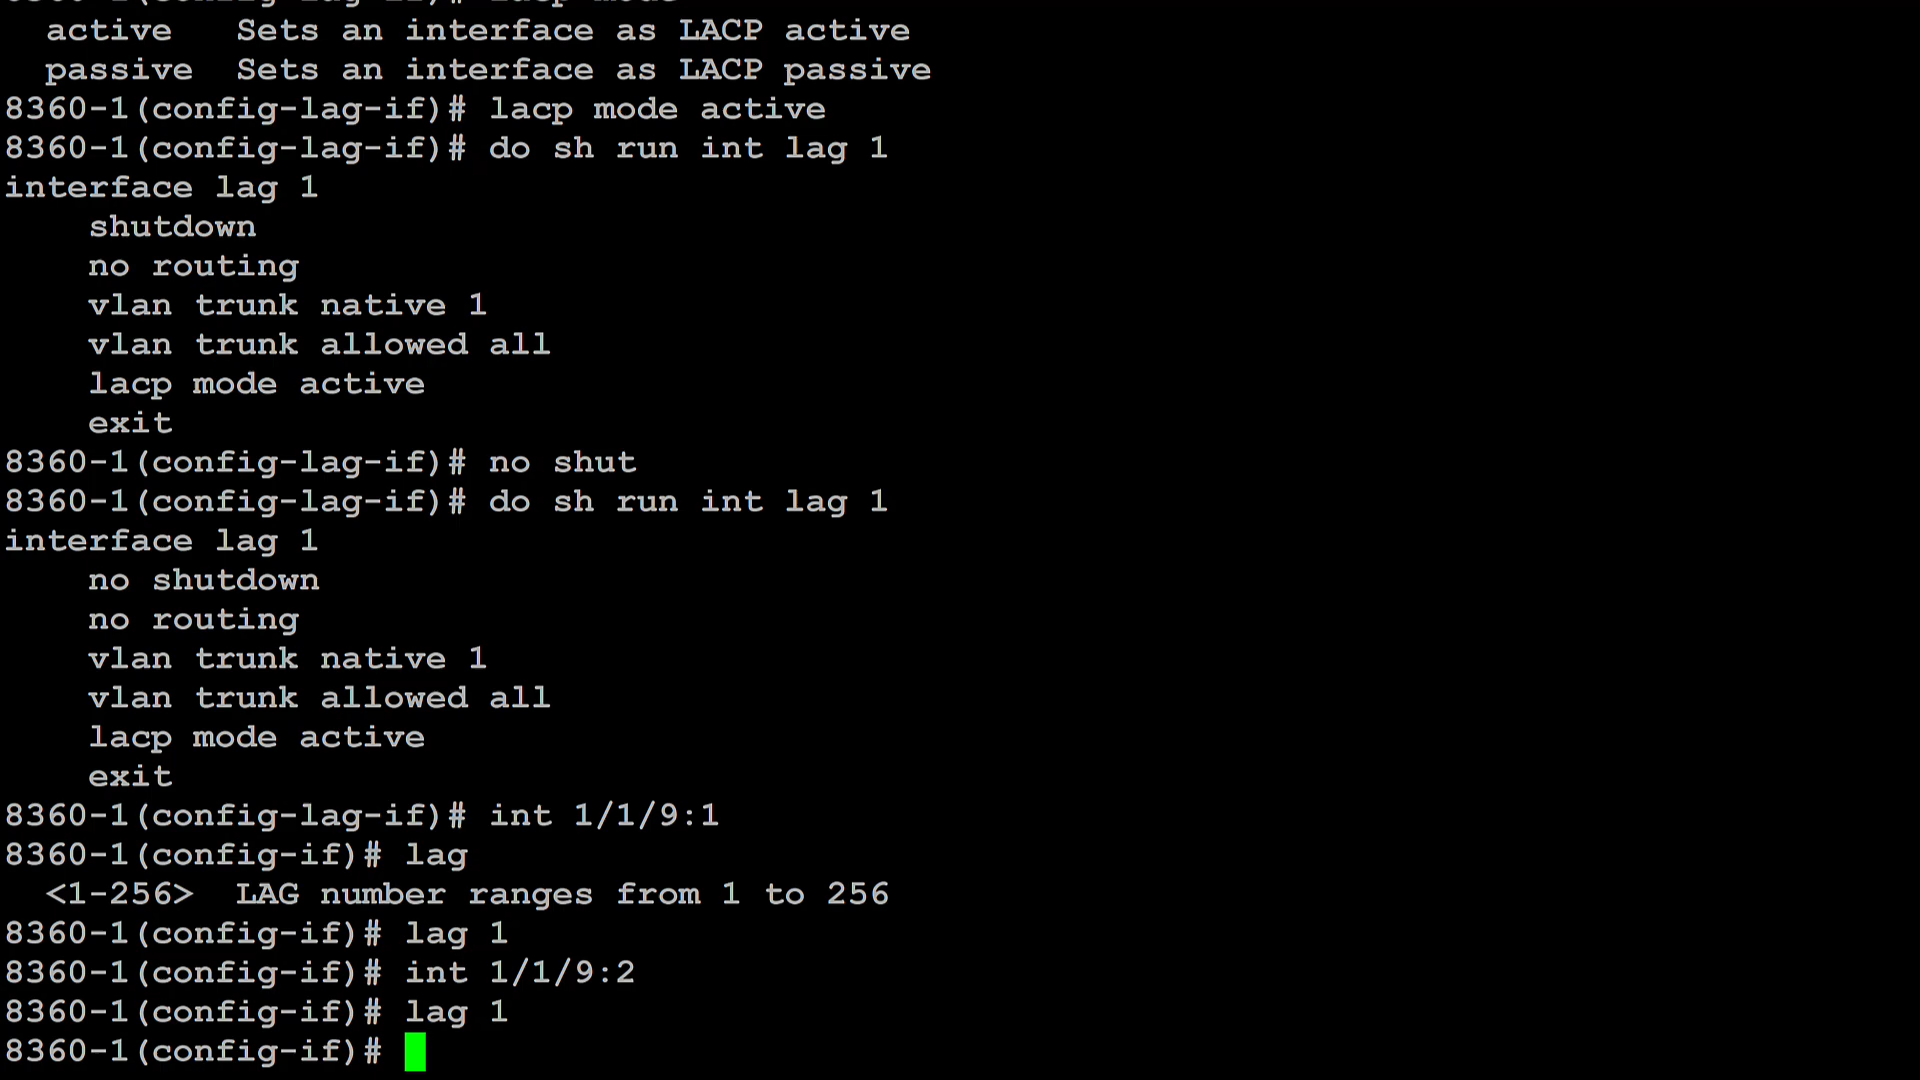 8360-1(config-lag-if)# lacp mode
  active   Sets an interface as LACP active
  passive  Sets an interface as LACP passive
8360-1(config-lag-if)# lacp mode active
8360-1(config-lag-if)# do sh run int lag 1
interface lag 1
    shutdown
    no routing
    vlan trunk native 1
    vlan trunk allowed all
    lacp mode active
    exit
8360-1(config-lag-if)# no shut
8360-1(config-lag-if)# do sh run int lag 1
interface lag 1
    no shutdown
    no routing
    vlan trunk native 1
    vlan trunk allowed all
    lacp mode active
    exit
8360-1(config-lag-if)# int 1/1/9:1
8360-1(config-if)# lag
  <1-256>  LAG number ranges from 1 to 256
8360-1(config-if)# lag 1
8360-1(config-if)# int 1/1/9:2
8360-1(config-if)# lag 1
8360-1(config-if)#